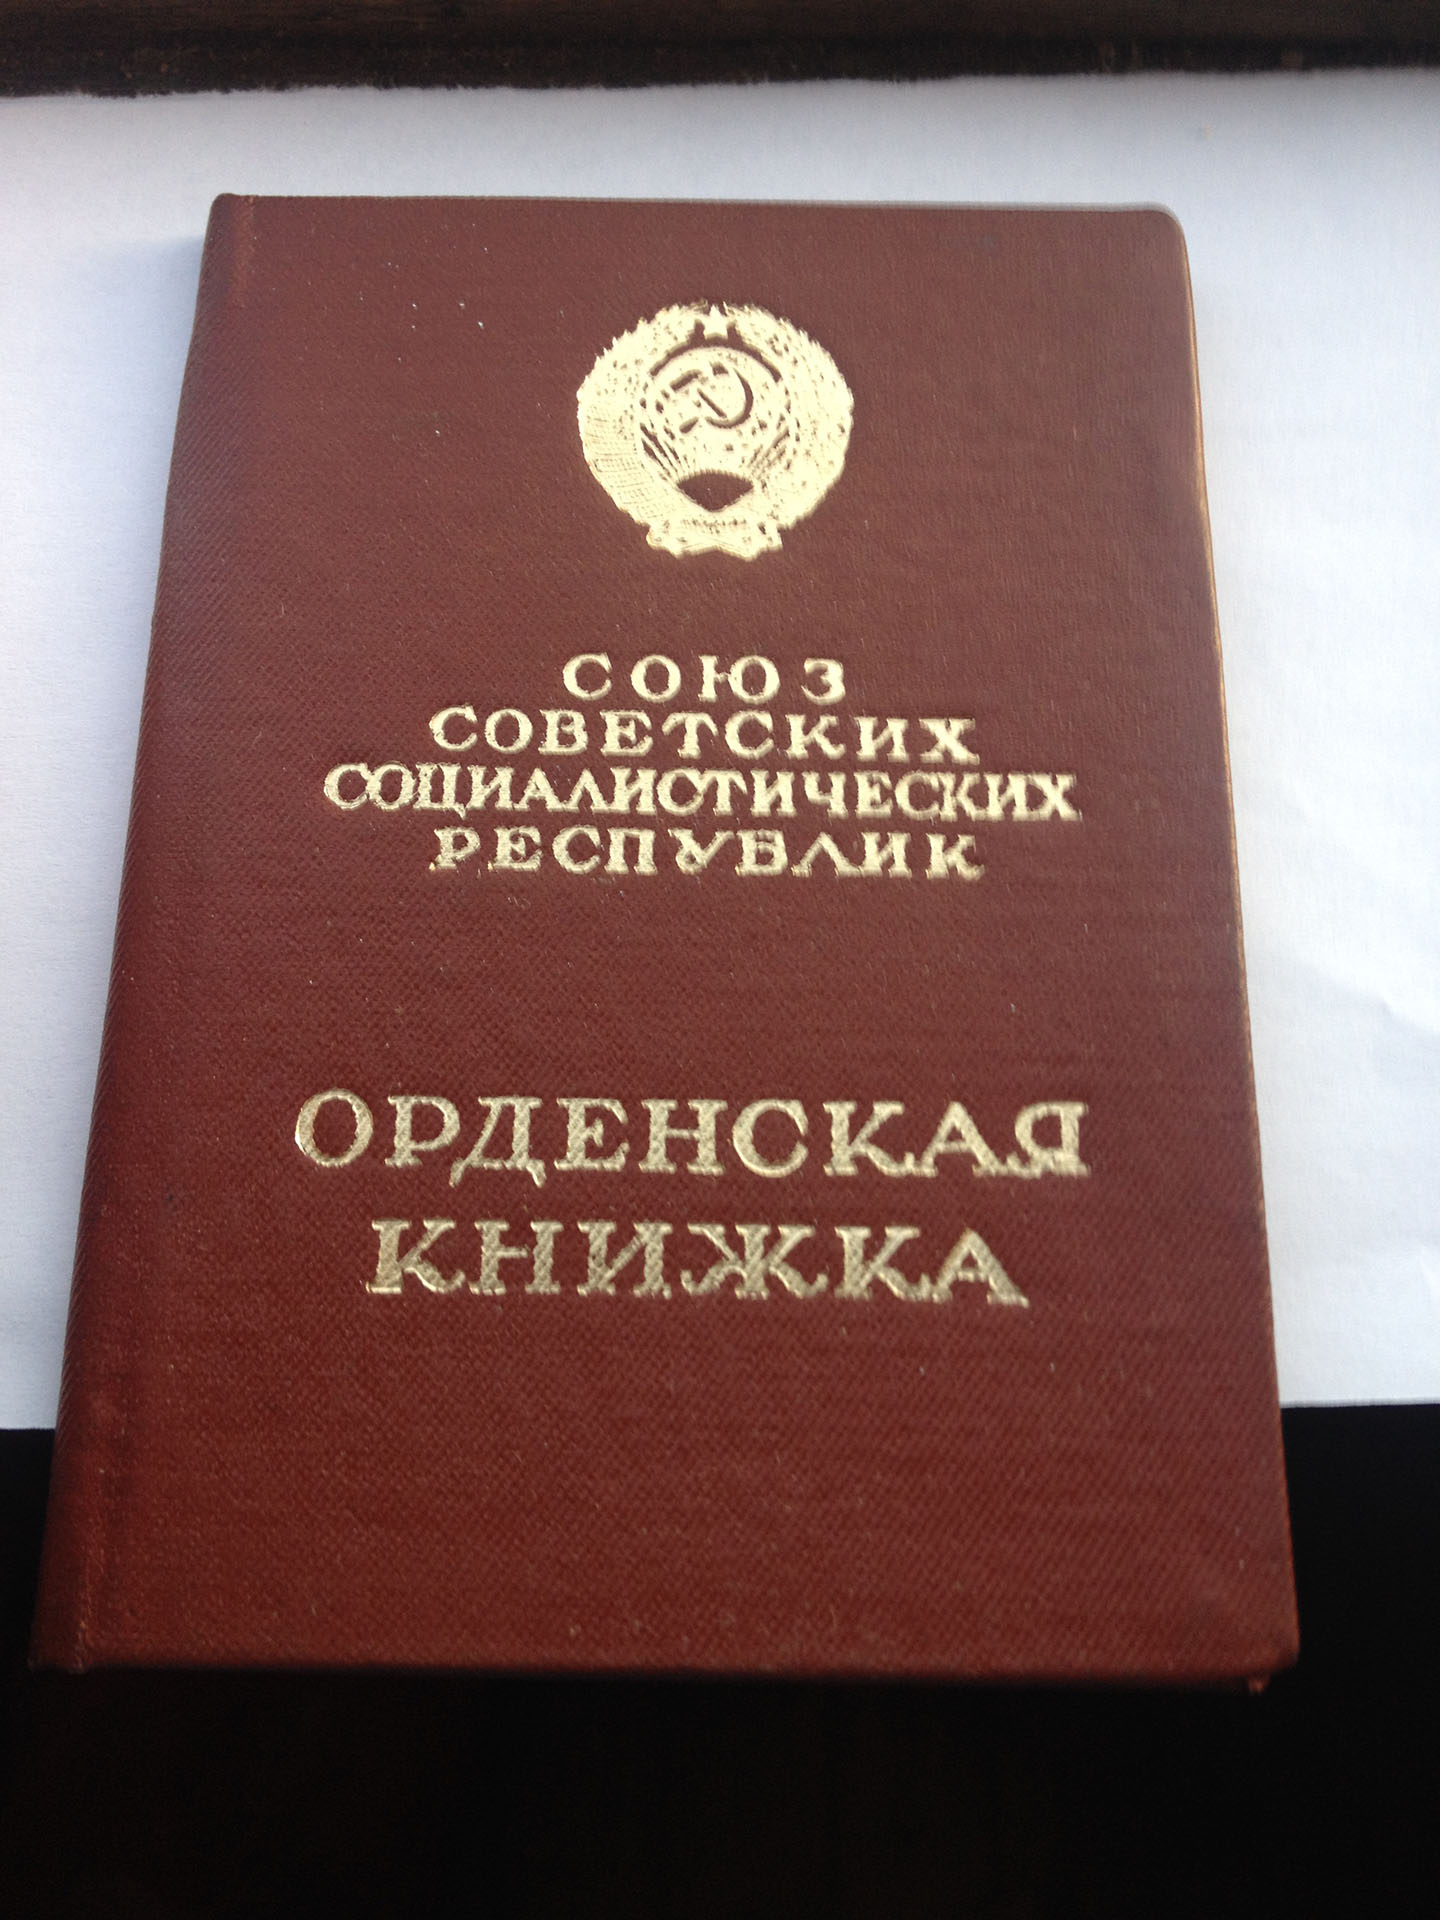 СОЮЗ
СОВЕТСКИХ
СОЦИАЛИСТИЧЕСКИХ
РЕСПУБЛИК
ОРДЕНСКАЯ
КНИЖКА